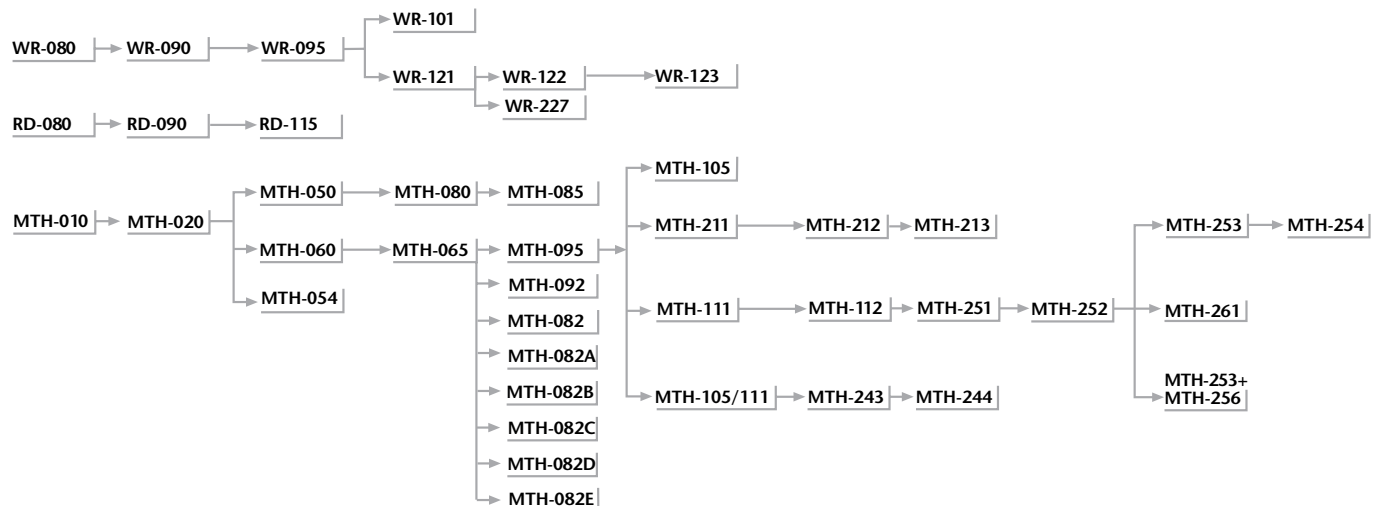 WR-101
WR-080 WR-090 WR-095
WR-121 WR-122 WR-123
WR-227
RD-080 RD-090 RD-115
MTH-105
MTH-050 MTH-080 MTH-085
MTH-010 MTH-020
MTH-211 MTH-212 MTH-213 MTH-253 MTH-254
MTH-060 MTH-065 MTH-095
MTH-092
MTH-054
MTH-111 MTH-112 MTH-251 MTH-252 MTH-261
MTH-082
MTH-082A
MTH-253+
MTH-082B
MTH-105/111 MTH-243 MTH-244 MTH-256
MTH-082C
MTH-082D
MTH-082E